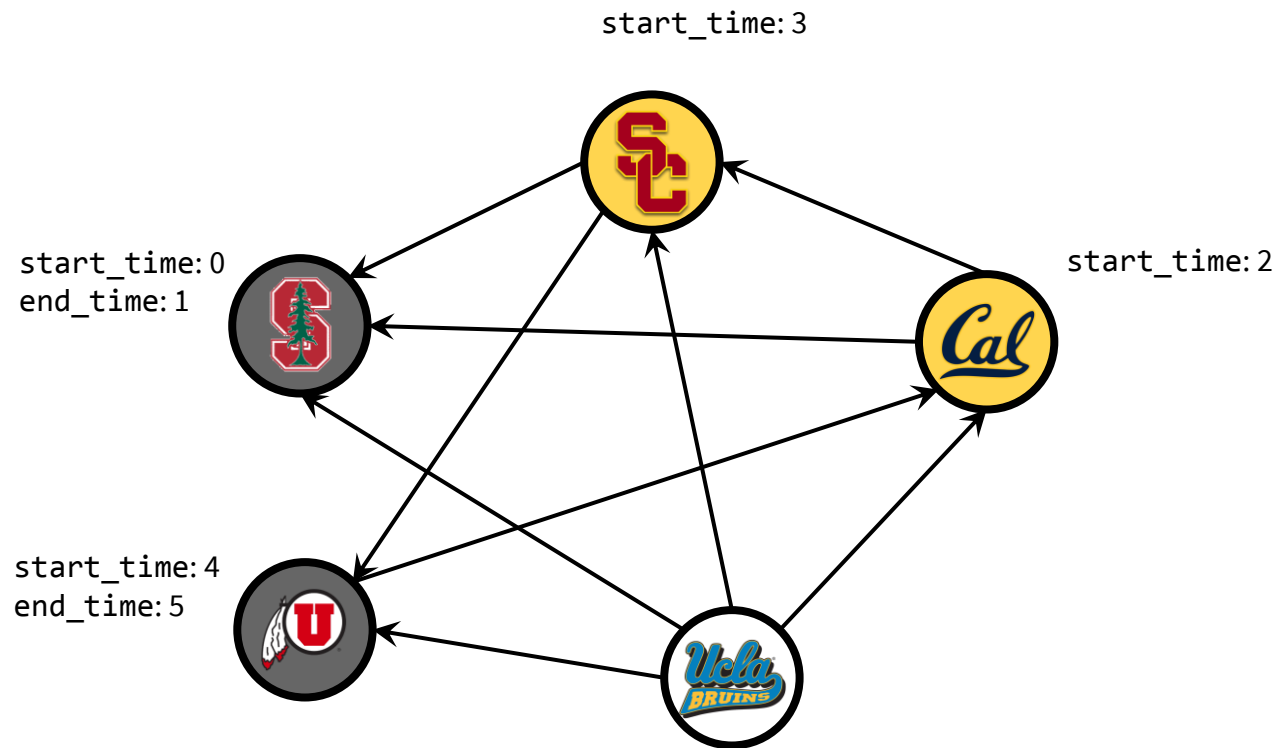 start_time: 3
SC
start_time: 0
end_time: 1
S
start_time: 2
Cal
start_time: 4
end_time: 5
U
Ucla
BRUINS